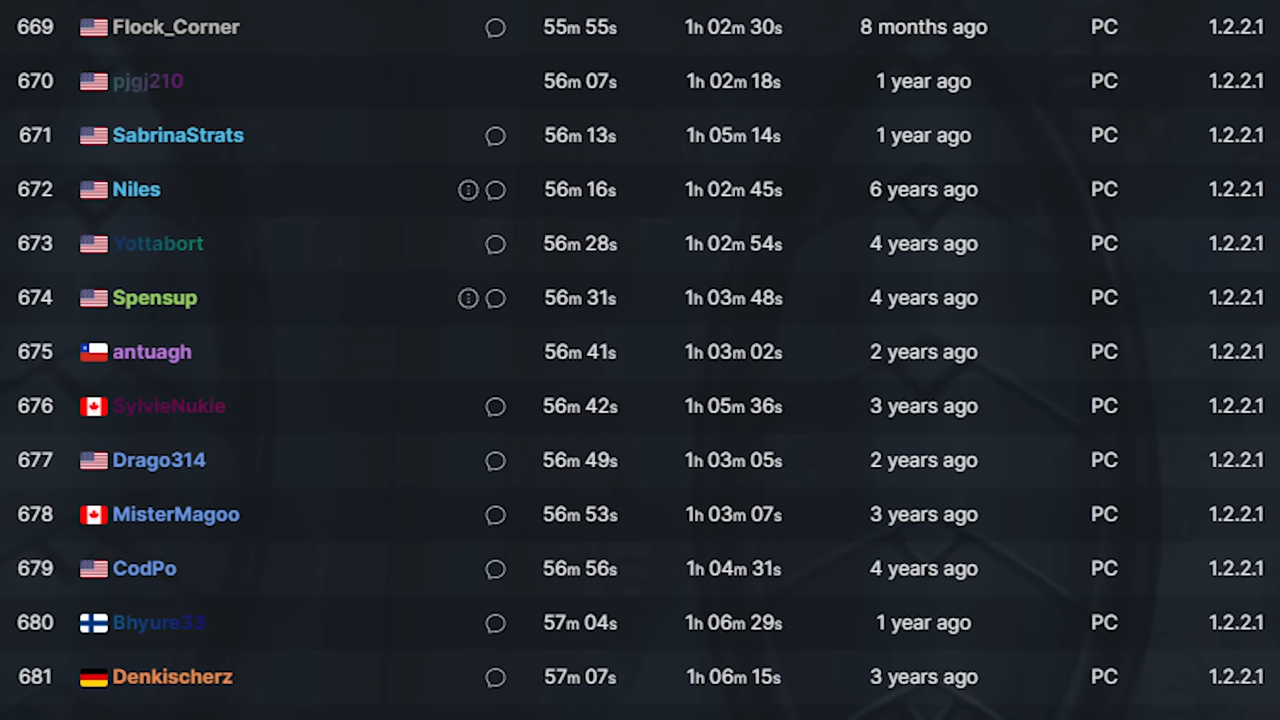 669 Flock_Corner 55m 55s 1h 02m 30s 8 months ago PC 1.2.2.1
670 pjgj210 56m 07s 1h 02m 18s 1 year ago PC 1.2.2.1
671 SabrinaStrats 56m 13s 1h 05m 14s 1 year ago PC 1.2.2.1
672 Niles 56m 16s 1h 02m 45s 6 years ago PC 1.2.2.1
673 Yottabort 56m 28s 1h 02m 54s 4 years ago PC 1.2.2.1
674 Spensup 56m 31s 1h 03m 48s 4 years ago PC 1.2.2.1
675 antuagh 56m 41s 1h 03m 02s 2 years ago PC 1.2.2.1
676 SylvieNukie 56m 42s 1h 05m 36s 3 years ago PC 1.2.2.1
677 Drago314 56m 49s 1h 03m 05s 2 years ago PC 1.2.2.1
678 MisterMagoo 56m 53s 1h 03m 07s 3 years ago PC 1.2.2.1
679 CodPo 56m 56s 1h 04m 31s 4 years ago PC 1.2.2.1
680 Bhyure33 57m 04s 1h 06m 29s 1 year ago PC 1.2.2.1
681 Denkischerz 57m 07s 1h 06m 15s 3 years ago PC 1.2.2.1